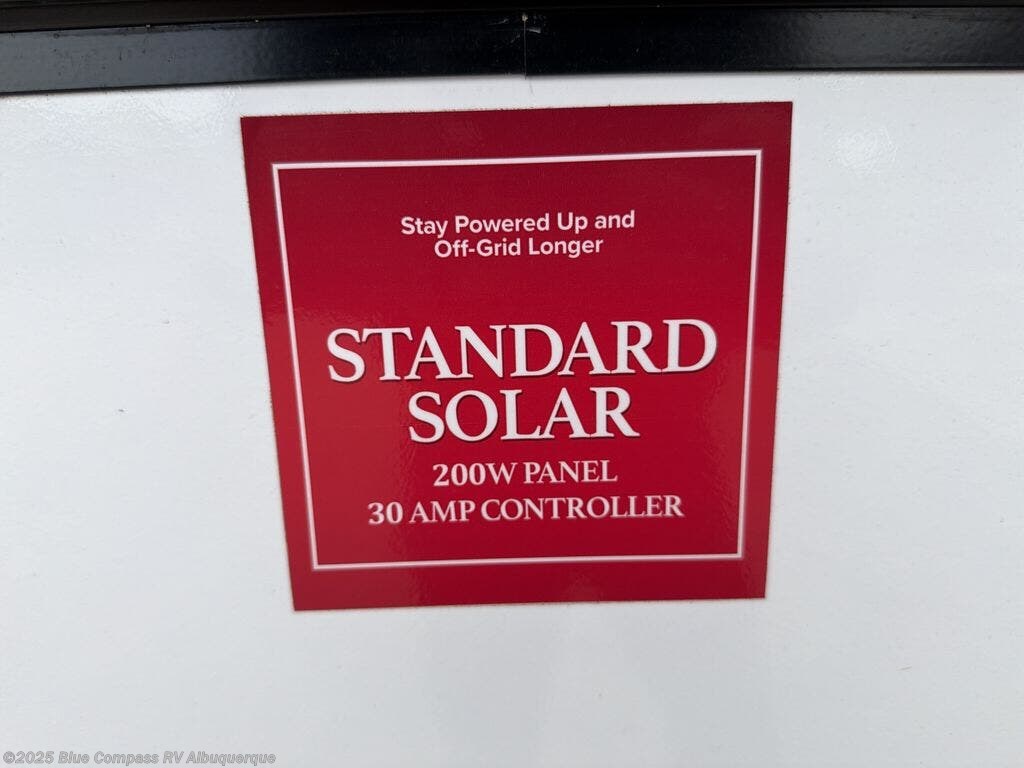 Stay Powered Up and
Off-Grid Longer
STANDARD
SOLAR
200W PANEL
30 AMP CONTROLLER
©2025 Blue Compass RV Albuquerque